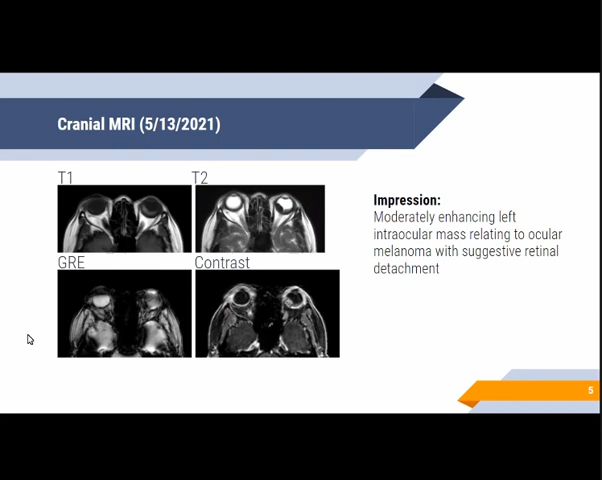 Cranial MRI (5/13/2021)
T1
T2
GRE
Contrast
Impression:
Moderately enhancing left
intraocular mass relating to ocular
melanoma with suggestive retinal
detachment
5